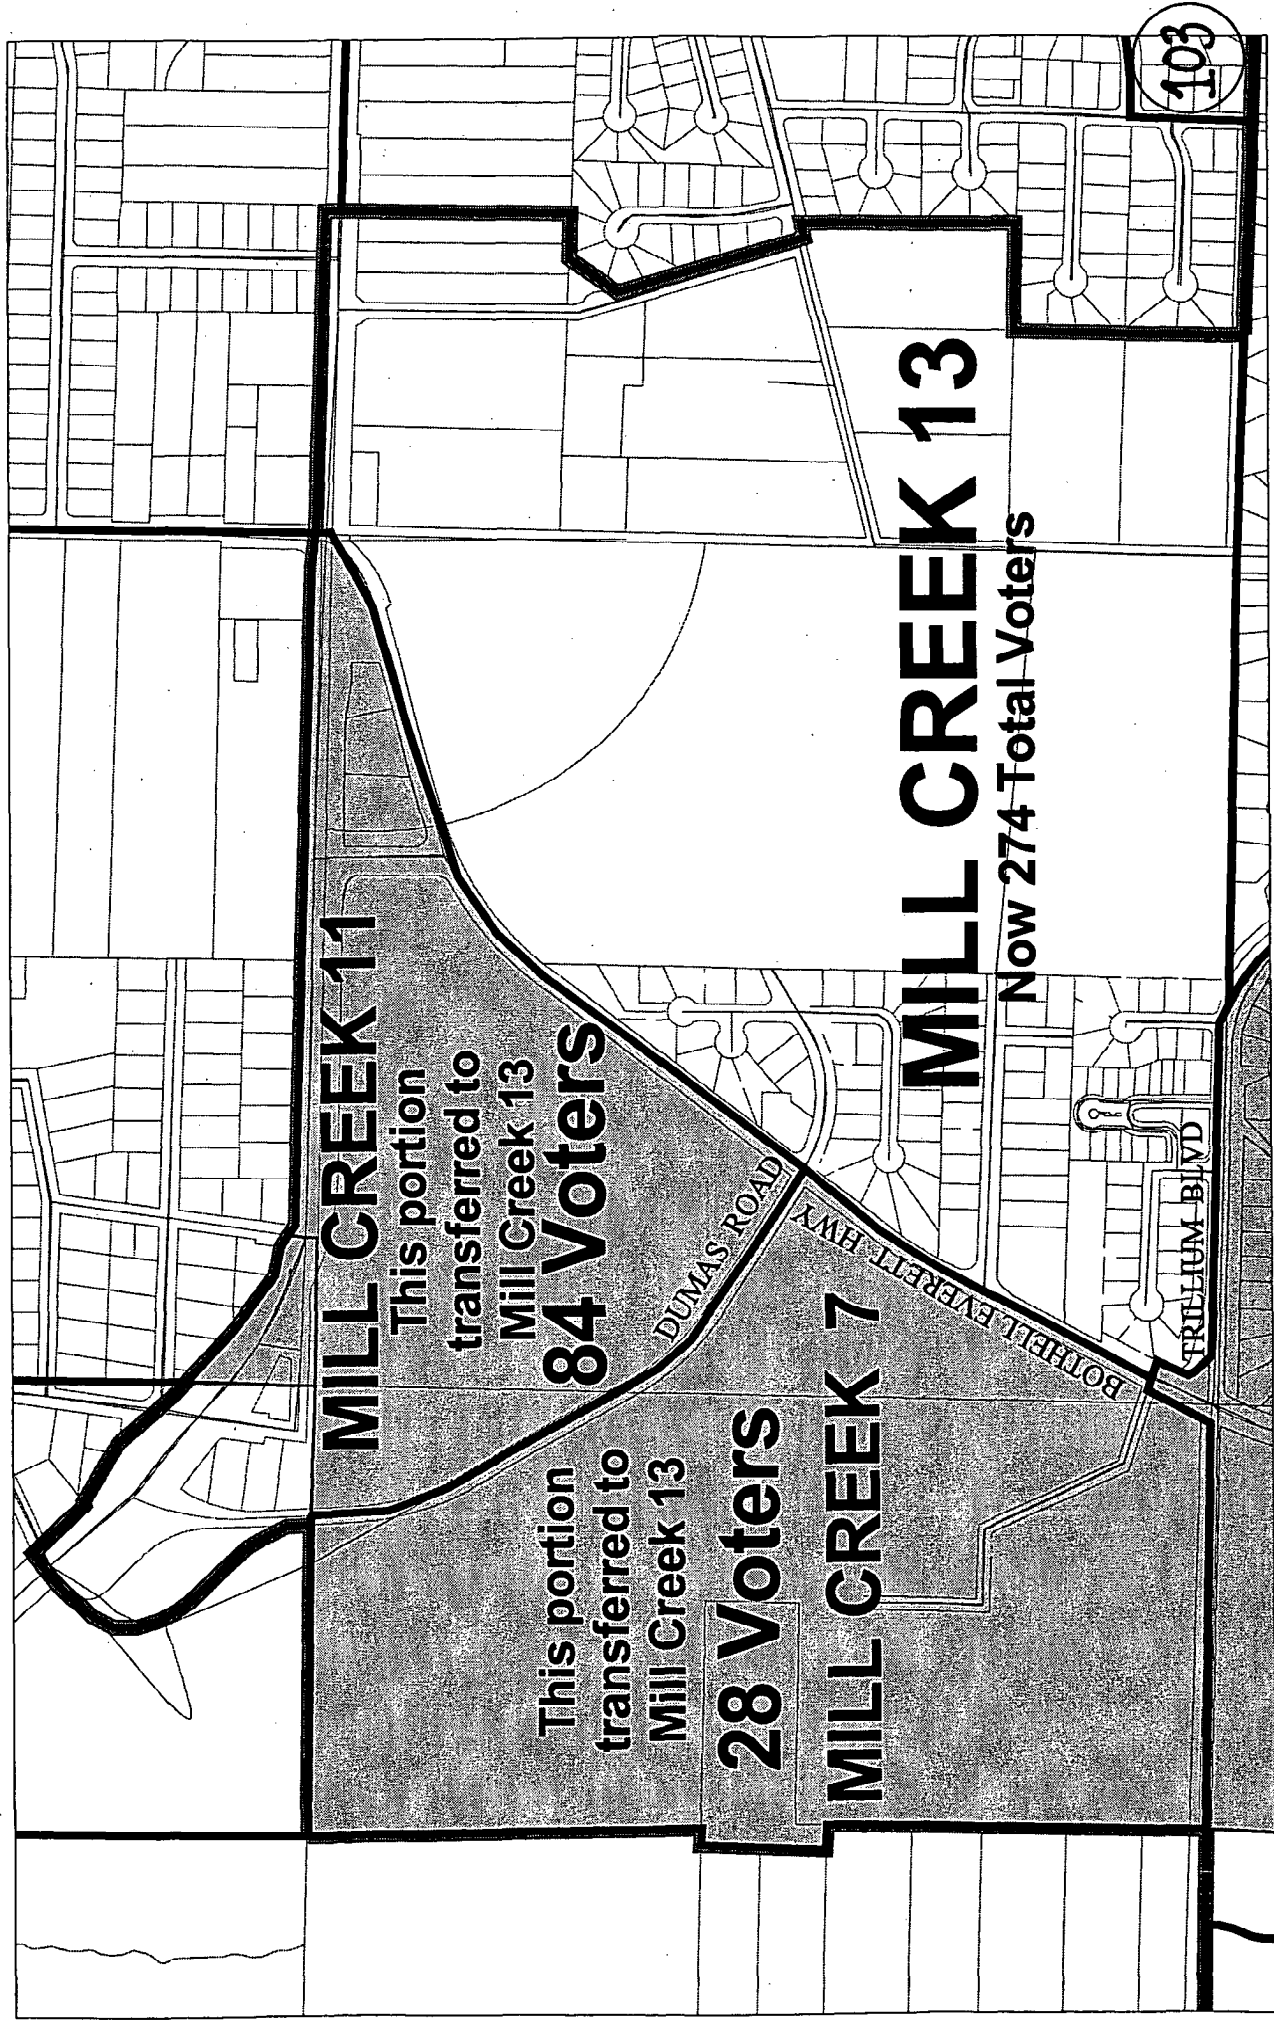 MILL CREEK 11
This portion
transferred to
Mill Creek 13
84 Voters
DUMAS ROAD
This portion
transferred to
Mill Creek 13
28 Voters
MILL CREEK 7
BOTHELL EVERETT HWY
MILL CREEK 13
Now 274 Total Voters
TRILLIUM BLVD
103